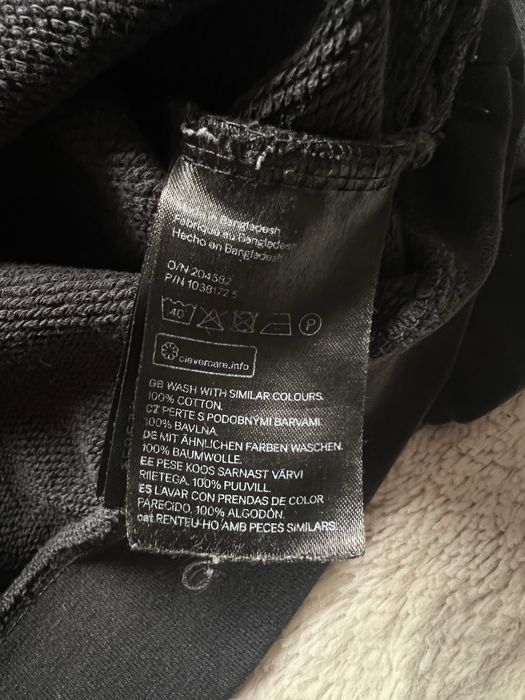 Made in Bangladesh
Fabriqué au Bangladesh
Hecho en Bangladesh
O/N 204582
P/N 1038172 5
40 P
clevercare.info
GB WASH WITH SIMILAR COLOURS.
100% COTTON.
CZ PERTE S PODOBNÝMI BARVAMI.
100% BAVLNA.
DE MIT ÄHNLICHEN FARBEN WASCHEN.
100% BAUMWOLLE.
EE PESE KOOS SARNAST VÄRVI
RIIETEGA. 100% PUUVILL.
ES LAVAR CON PRENDAS DE COLOR
PARECIDO. 100% ALGODÓN.
cat RENTEU-HO AMB PECES SIMILARS.